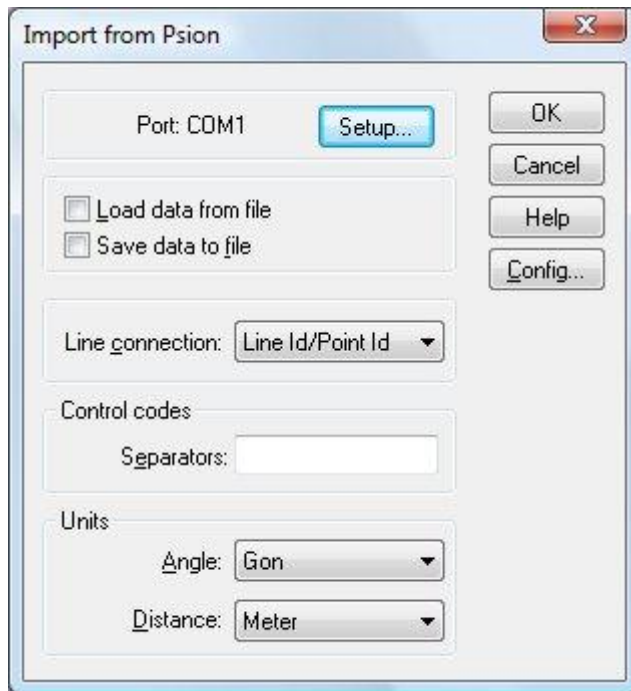 Import from Psion
Port: COM1
Setup...
OK
Cancel
Load data from file
Save data to file
Help
Config...
Line connection: Line Id/Point Id
Control codes
Separators:
Units
Angle: Gon
Distance: Meter